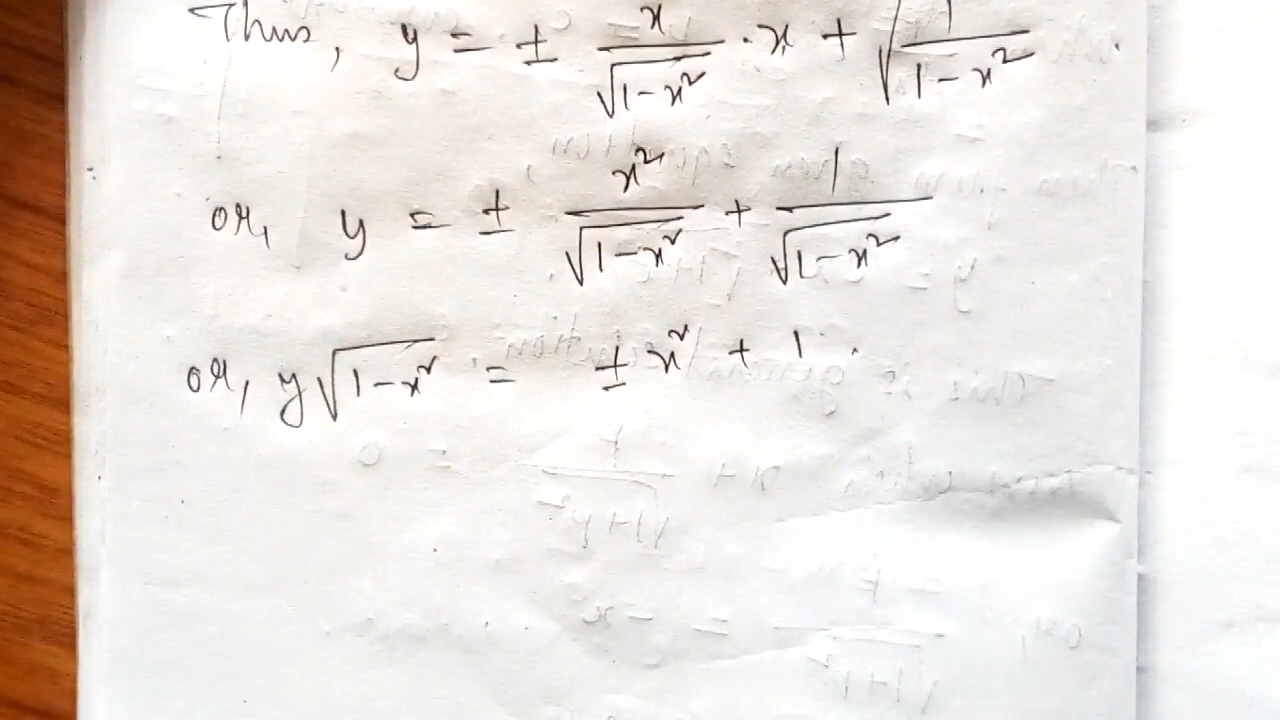 Thus, y = ± x/√(1-x²) · x + √(1/(1-x²)) .
or, y = ± x²/√(1-x²) + 1/√(1-x²)
or, y√(1-x²) = ± x² + 1 .